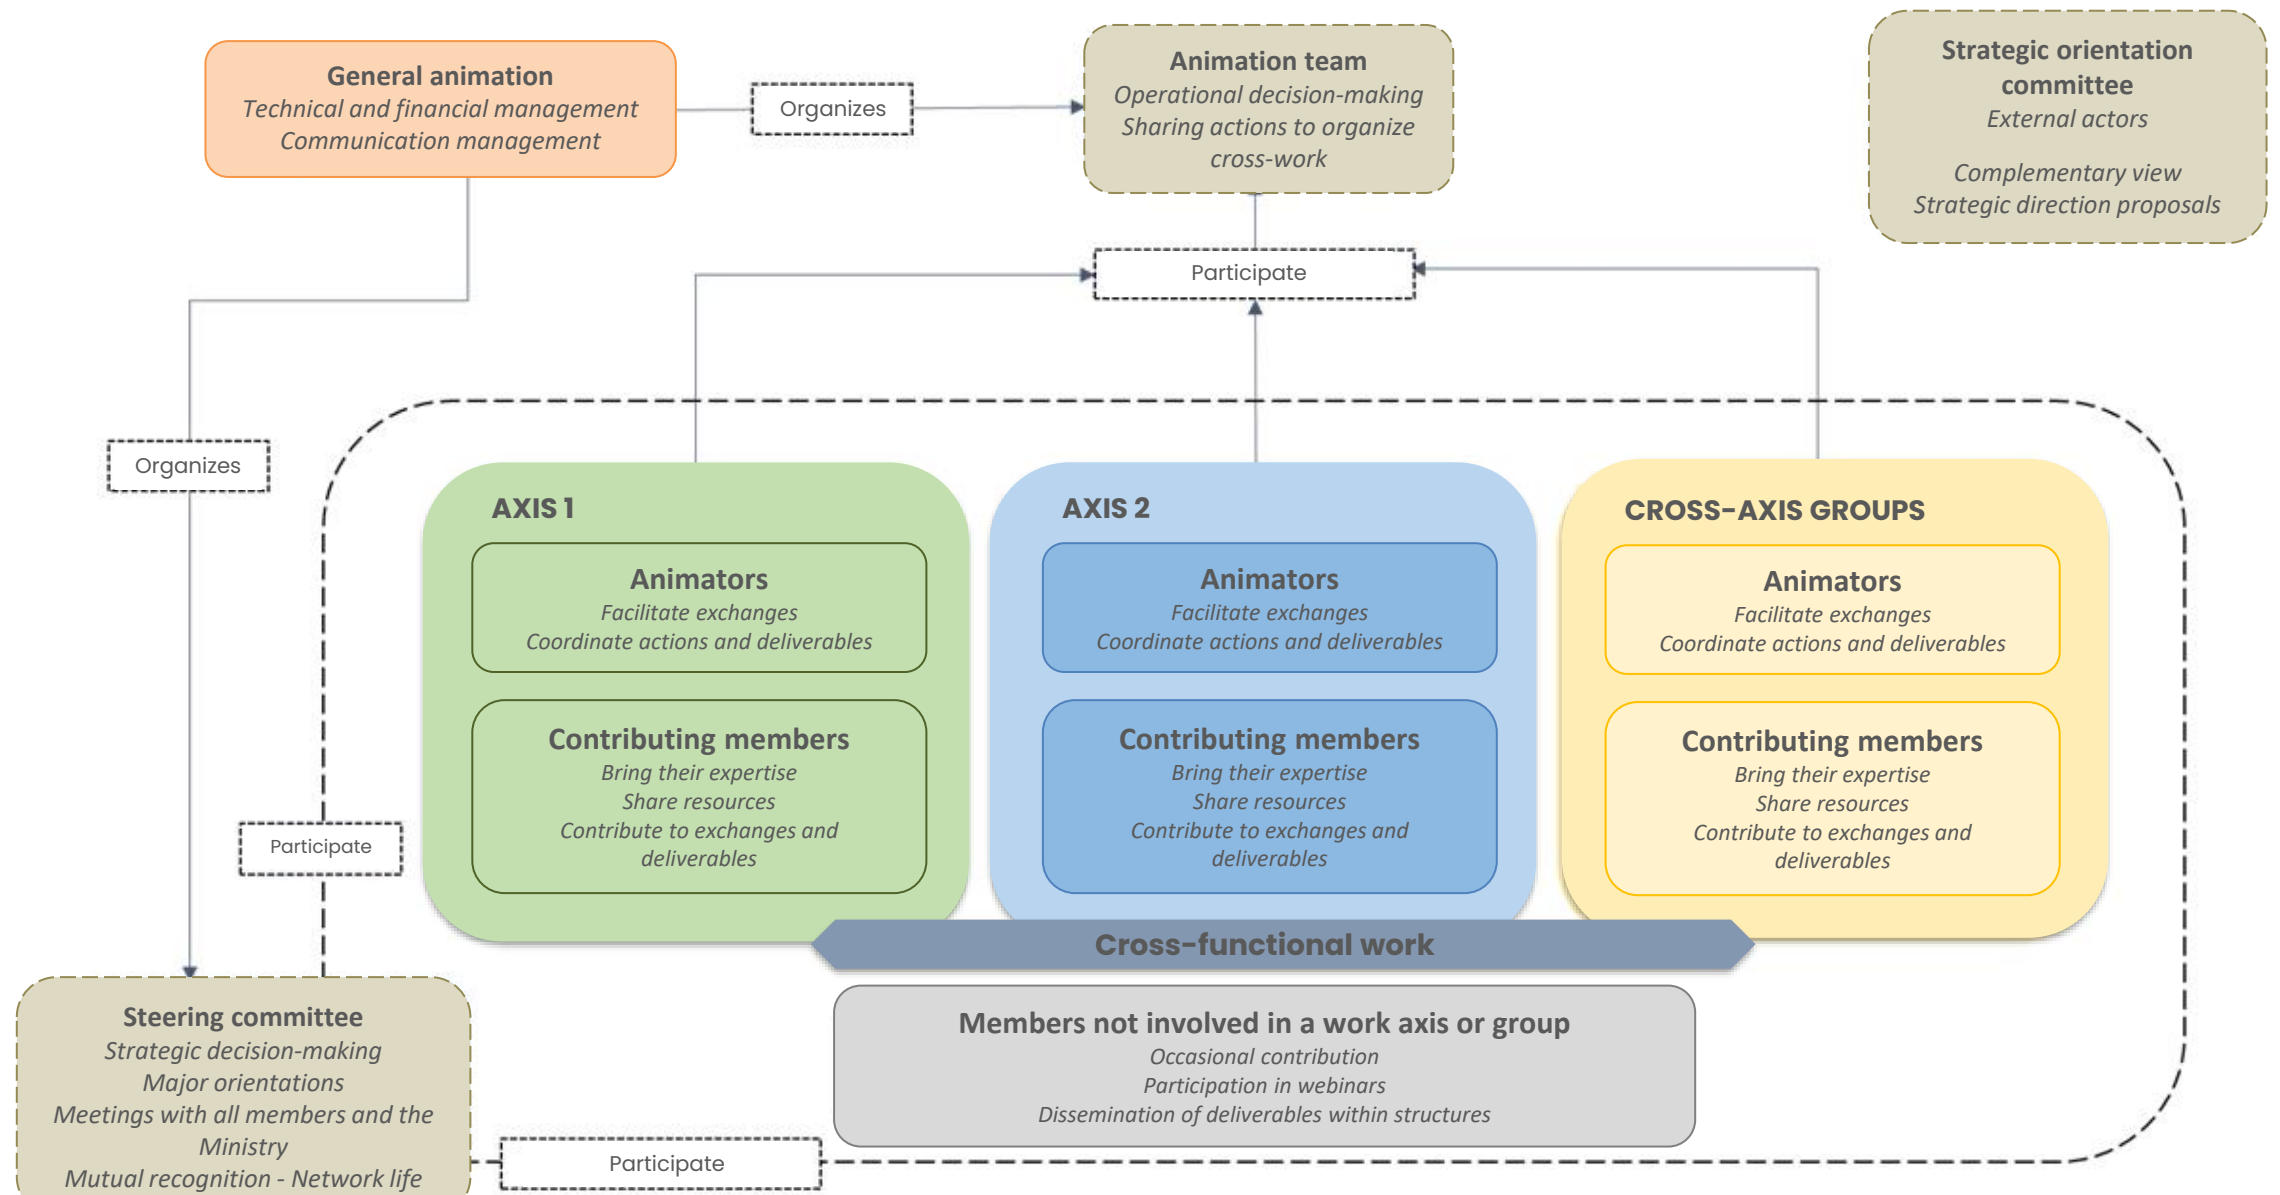 General animation
Technical and financial management
Communication management
Organizes
Animation team
Operational decision-making
Sharing actions to organize
cross-work
Strategic orientation
committee
External actors
Complementary view
Strategic direction proposals
Participate
Organizes
AXIS 1
Animators
Facilitate exchanges
Coordinate actions and deliverables
Contributing members
Bring their expertise
Share resources
Contribute to exchanges and
deliverables
AXIS 2
Animators
Facilitate exchanges
Coordinate actions and deliverables
Contributing members
Bring their expertise
Share resources
Contribute to exchanges and
deliverables
CROSS-AXIS GROUPS
Animators
Facilitate exchanges
Coordinate actions and deliverables
Contributing members
Bring their expertise
Share resources
Contribute to exchanges and
deliverables
Participate
Cross-functional work
Steering committee
Strategic decision-making
Major orientations
Meetings with all members and the
Ministry
Mutual recognition - Network life
Members not involved in a work axis or group
Occasional contribution
Participation in webinars
Dissemination of deliverables within structures
Participate